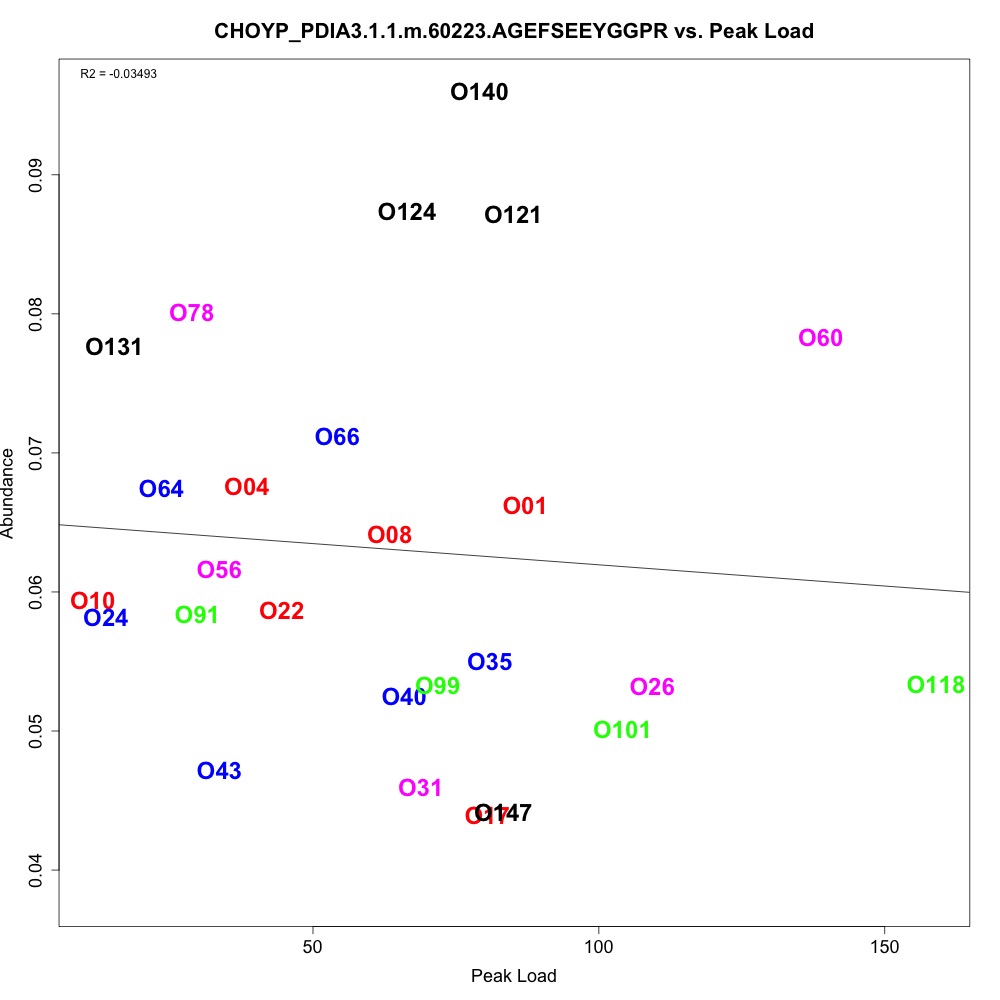 CHOYP_PDIA3.1.1.m.60223.AGEFSEEYGGPR vs. Peak Load
R2 = -0.03493
O140
0.09
O124 O121
O78
0.08
O60
O131
O66
0.07
O64 O04
O01
O08
O56
0.06
O10
O24 O91 O22
O35
O99 O26 O118
O40
0.05
O101
O43
O31
O17 O147
0.04
Abundance
50 100 150
Peak Load